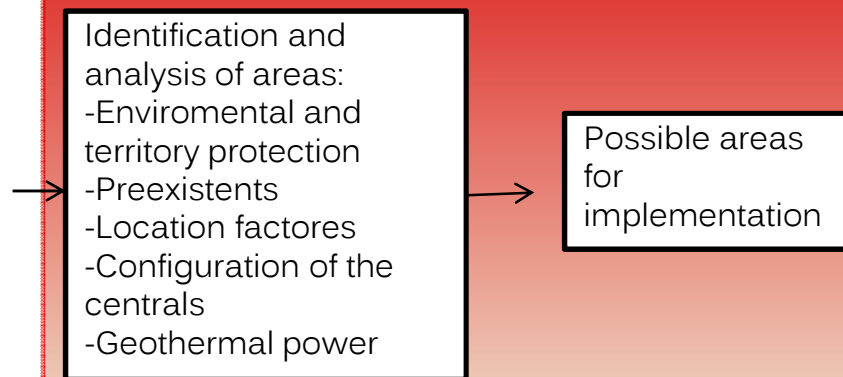 Identification and
analysis of areas:
-Enviromental and
territory protection
-Preexistents
-Location factores
-Configuration of the
centrals
-Geothermal power
Possible areas
for
implementation